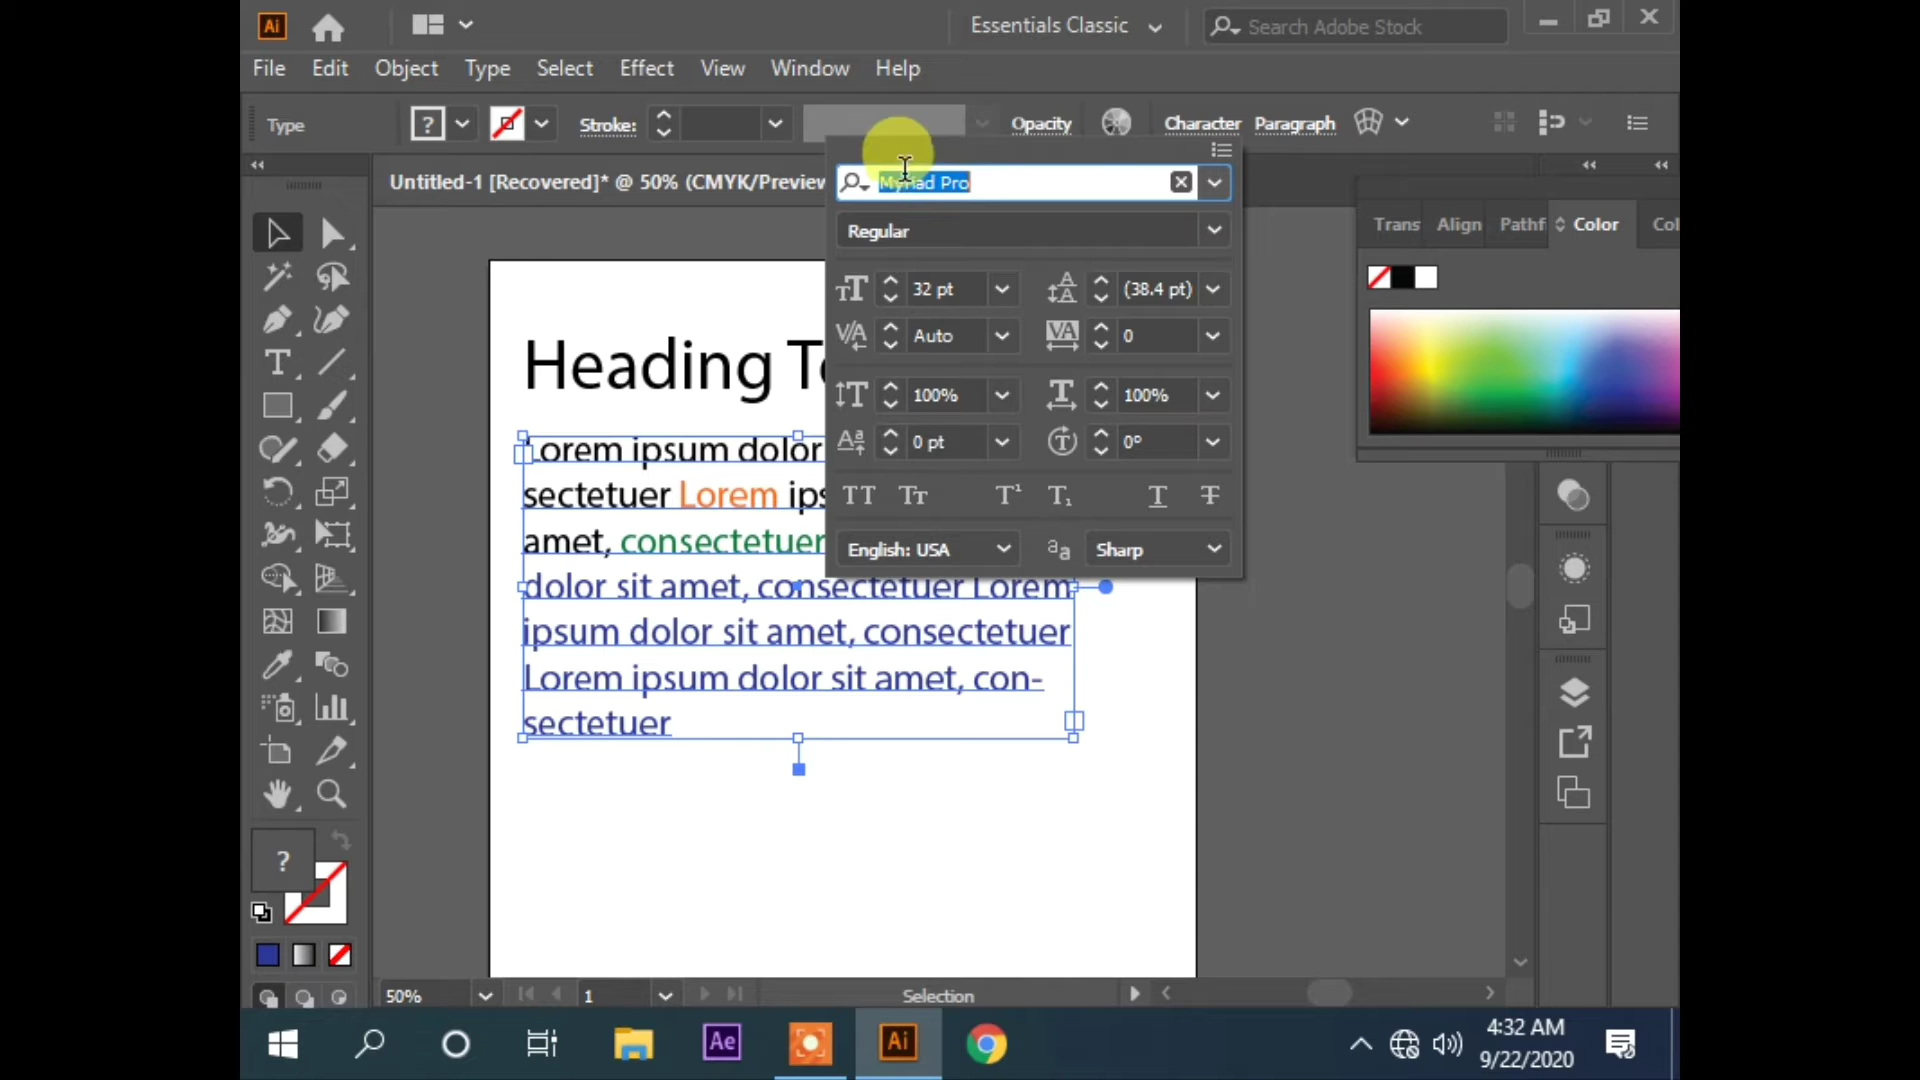 Ai
Essentials Classic
Search Adobe Stock
File Edit Object Type Select Effect View Window Help
Type
?
Stroke:
Opacity
Character
Paragraph
Untitled-1 [Recovered]* @ 50% (CMYK/Preview
Myriad Pro
Regular
32 pt
(38.4 pt)
Auto
0
100%
100%
0 pt
0°
English: USA
Sharp
Trans Align Pathf Color Col
Heading T
Lorem ipsum dolor
sectetuer Lorem ips
amet, consectetuer
dolor sit amet, consectetuer Lorem
ipsum dolor sit amet, consectetuer
Lorem ipsum dolor sit amet, con-
sectetuer
?
50%
1
Selection
Ae
Ai
4:32 AM
9/22/2020